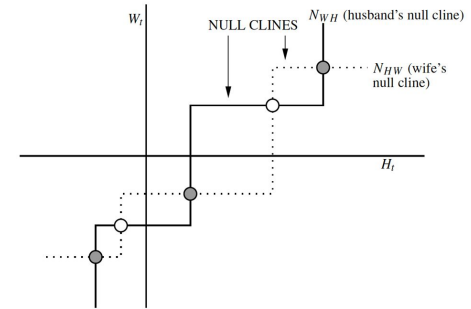 W_t
NULL CLINES
N_WH (husband's null cline)
N_HW (wife's
null cline)
H_t